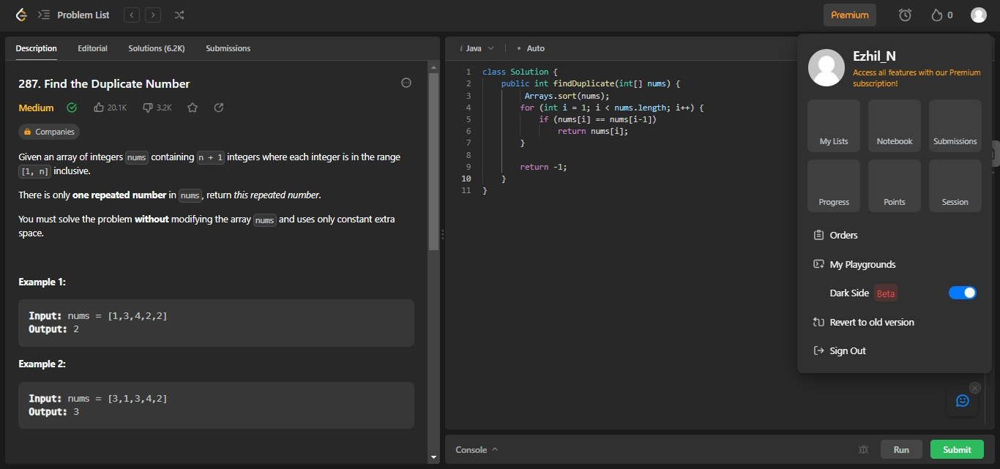 Problem List
Premium
0
Description Editorial Solutions (6.2K) Submissions
287. Find the Duplicate Number
Medium 20.1K 3.2K
Companies
Given an array of integers nums containing n + 1 integers where each integer is in the range
[1, n] inclusive.
There is only one repeated number in nums, return this repeated number.
You must solve the problem without modifying the array nums and uses only constant extra
space.
Example 1:
Input: nums = [1,3,4,2,2]
Output: 2
Example 2:
Input: nums = [3,1,3,4,2]
Output: 3
i Java • Auto
1 class Solution {
2 public int findDuplicate(int[] nums) {
3 Arrays.sort(nums);
4 for (int i = 1; i < nums.length; i++) {
5 if (nums[i] == nums[i-1])
6 return nums[i];
7 }
8
9 return -1;
10 }
11 }
Ezhil_N
Access all features with our Premium
subscription!
My Lists Notebook Submissions
Progress Points Session
Orders
My Playgrounds
Dark Side Beta
Revert to old version
Sign Out
Console Run Submit